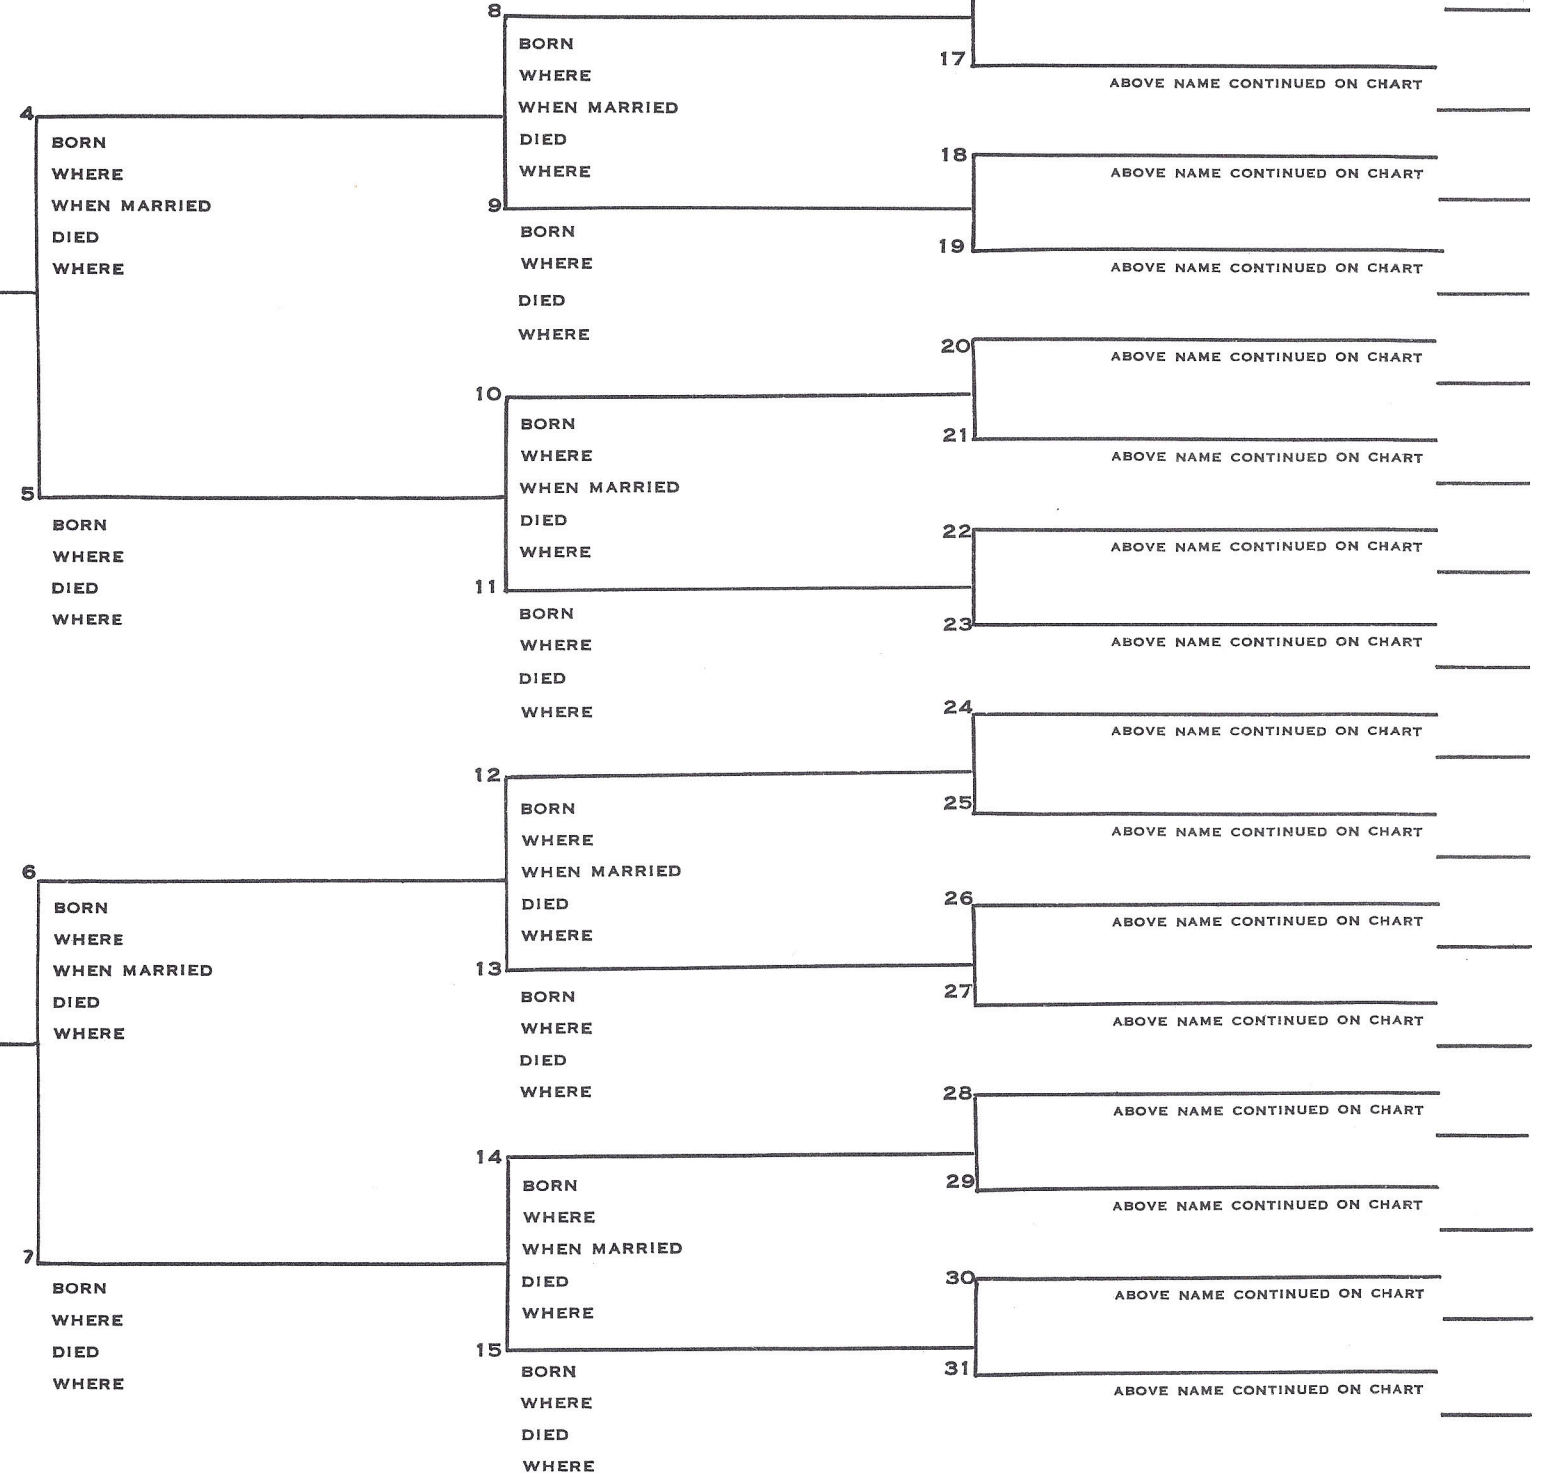 8
BORN
WHERE
WHEN MARRIED
DIED
WHERE
17
ABOVE NAME CONTINUED ON CHART
4
BORN
WHERE
WHEN MARRIED
DIED
WHERE
18
ABOVE NAME CONTINUED ON CHART
9
BORN
WHERE
DIED
WHERE
19
ABOVE NAME CONTINUED ON CHART
20
ABOVE NAME CONTINUED ON CHART
10
BORN
WHERE
WHEN MARRIED
DIED
WHERE
21
ABOVE NAME CONTINUED ON CHART
5
BORN
WHERE
DIED
WHERE
22
ABOVE NAME CONTINUED ON CHART
11
BORN
WHERE
DIED
WHERE
23
ABOVE NAME CONTINUED ON CHART
24
ABOVE NAME CONTINUED ON CHART
12
BORN
WHERE
WHEN MARRIED
DIED
WHERE
25
ABOVE NAME CONTINUED ON CHART
6
BORN
WHERE
WHEN MARRIED
DIED
WHERE
26
ABOVE NAME CONTINUED ON CHART
13
BORN
WHERE
DIED
WHERE
27
ABOVE NAME CONTINUED ON CHART
28
ABOVE NAME CONTINUED ON CHART
14
BORN
WHERE
WHEN MARRIED
DIED
WHERE
29
ABOVE NAME CONTINUED ON CHART
7
BORN
WHERE
DIED
WHERE
30
ABOVE NAME CONTINUED ON CHART
15
BORN
WHERE
DIED
WHERE
31
ABOVE NAME CONTINUED ON CHART